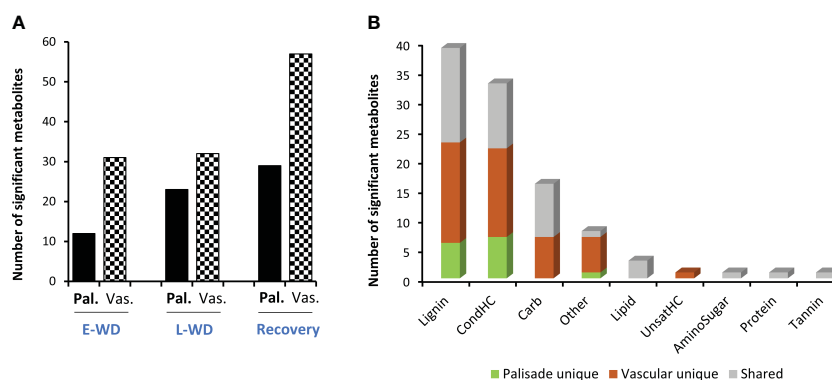 A
Number of significant metabolites
60
50
40
30
20
10
0
Pal. Vas. Pal. Vas. Pal. Vas.
E-WD L-WD Recovery
B
Number of significant metabolites
40
35
30
25
20
15
10
5
0
Lignin
CondHC
Carb
Other
Lipid
UnsatHC
AminoSugar
Protein
Tannin
Palisade unique Vascular unique Shared